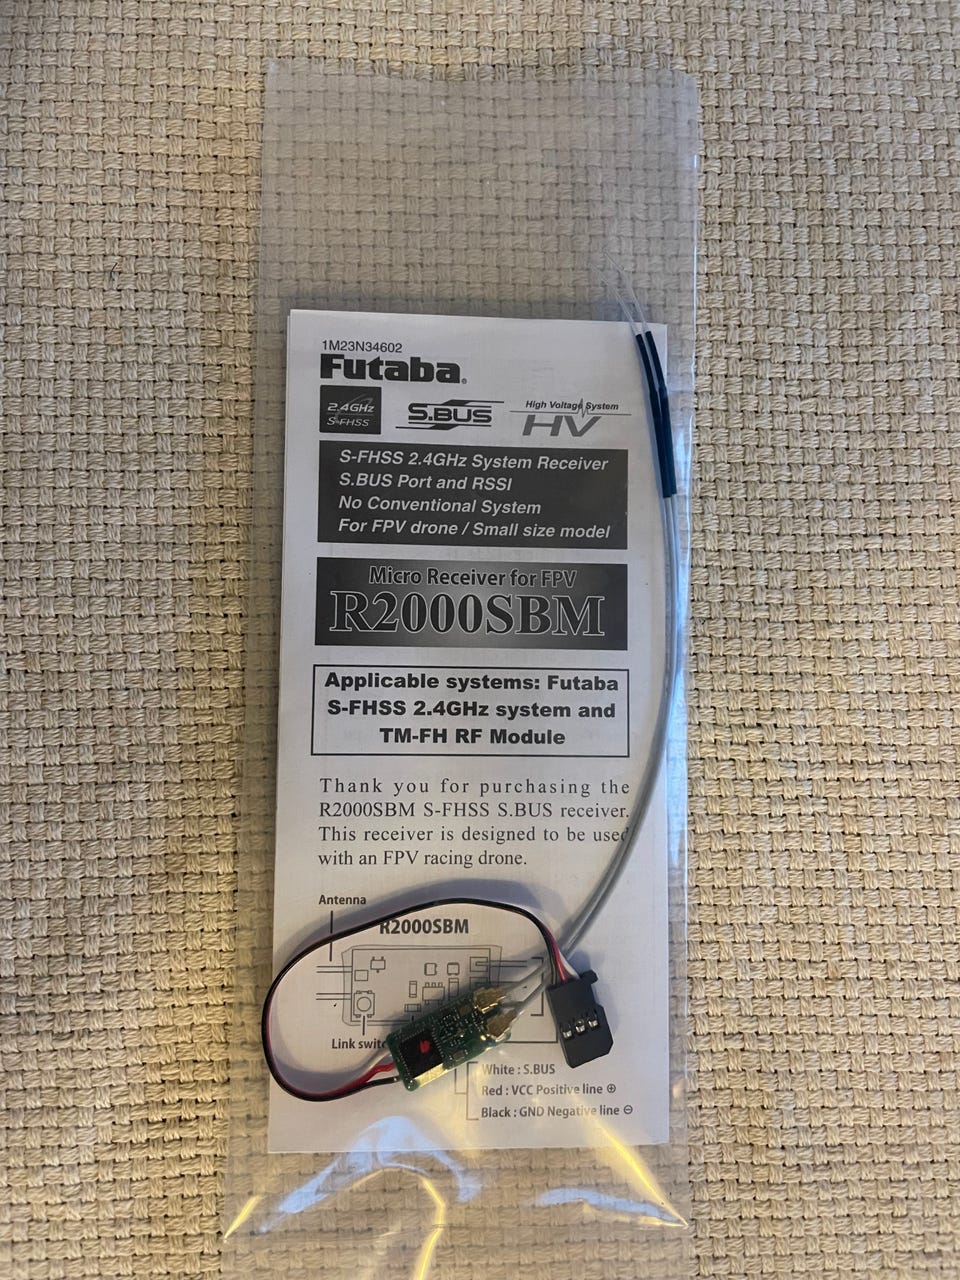 1M23N34602
Futaba®
2.4GHz
S-FHSS
S.BUS
High Voltage System
HV
S-FHSS 2.4GHz System Receiver
S.BUS Port and RSSI
No Conventional System
For FPV drone / Small size model
Micro Receiver for FPV
R2000SBM
Applicable systems: Futaba
S-FHSS 2.4GHz system and
TM-FH RF Module
Thank you for purchasing the
R2000SBM S-FHSS S.BUS receiver.
This receiver is designed to be used
with an FPV racing drone.
Antenna
R2000SBM
Link switc
White : S.BUS
Red : VCC Positive line ⊕
Black : GND Negative line ⊖